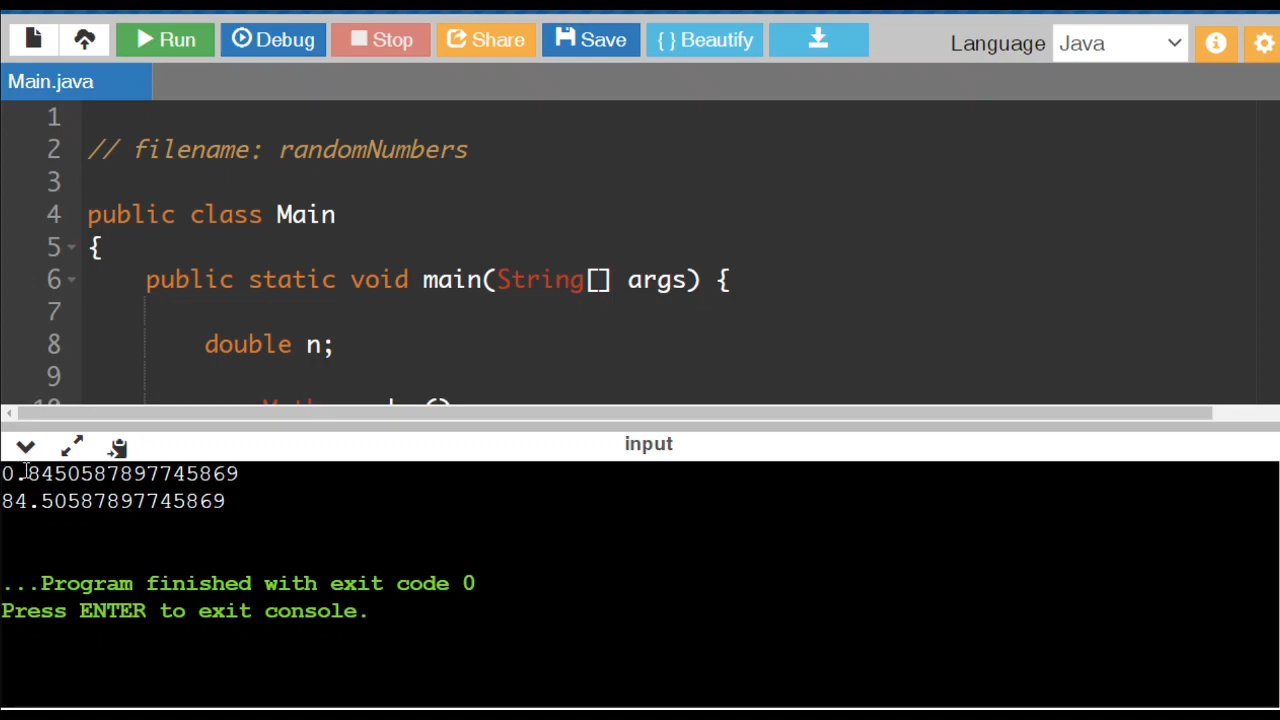 Run Debug Stop Share Save { } Beautify Language Java
Main.java
1
2 // filename: randomNumbers
3
4 public class Main
5 {
6 public static void main(String[] args) {
7
8 double n;
9
input
0.8450587897745869
84.50587897745869
...Program finished with exit code 0
Press ENTER to exit console.